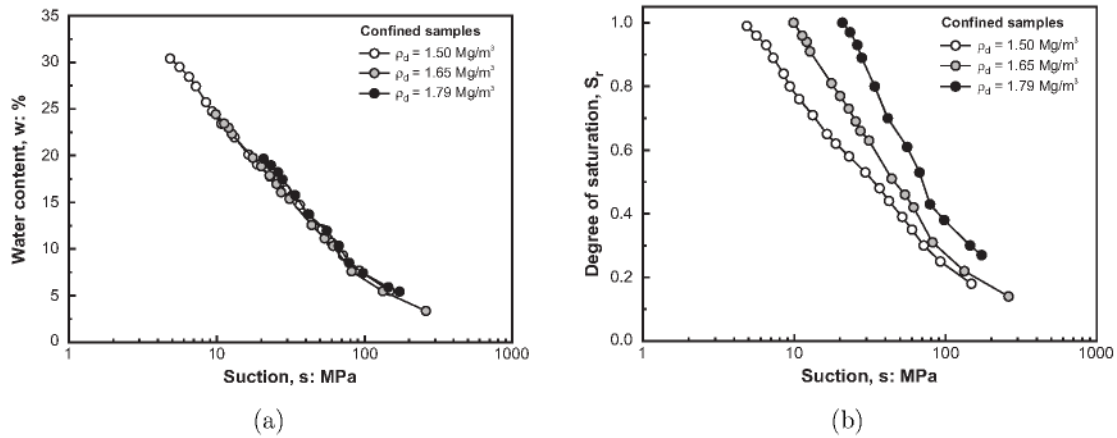 Confined samples
ρd = 1.50 Mg/m³
ρd = 1.65 Mg/m³
ρd = 1.79 Mg/m³
Water content, w: %
35
30
25
20
15
10
5
0
1
10
100
1000
Suction, s: MPa
(a)
Confined samples
ρd = 1.50 Mg/m³
ρd = 1.65 Mg/m³
ρd = 1.79 Mg/m³
Degree of saturation, Sr
1.0
0.8
0.6
0.4
0.2
0.0
1
10
100
1000
Suction, s: MPa
(b)